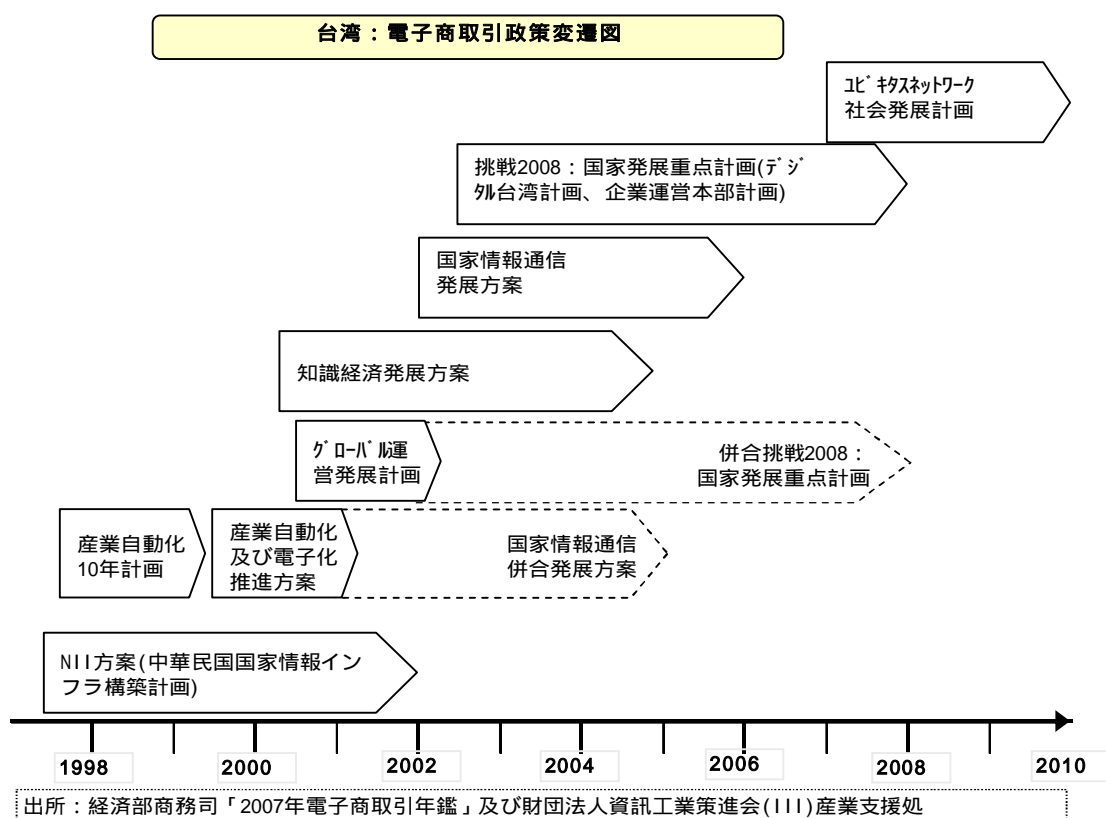 台湾：電子商取引政策変遷図
ﾕﾋﾞｷﾀｽﾈｯﾄﾜｰｸ
社会発展計画
挑戦2008：国家発展重点計画(ﾃﾞｼﾞ
ﾀﾙ台湾計画、企業運営本部計画)
国家情報通信
発展方案
知識経済発展方案
ｸﾞﾛｰﾊﾞﾙ運
営発展計画
併合挑戦2008：
国家発展重点計画
産業自動化
10年計画
産業自動化
及び電子化
推進方案
国家情報通信
併合発展方案
NII方案(中華民国国家情報イン
フラ構築計画)
1998 2000 2002 2004 2006 2008 2010
出所：経済部商務司「2007年電子商取引年鑑」及び財団法人資訊工業策進会(III)産業支援処